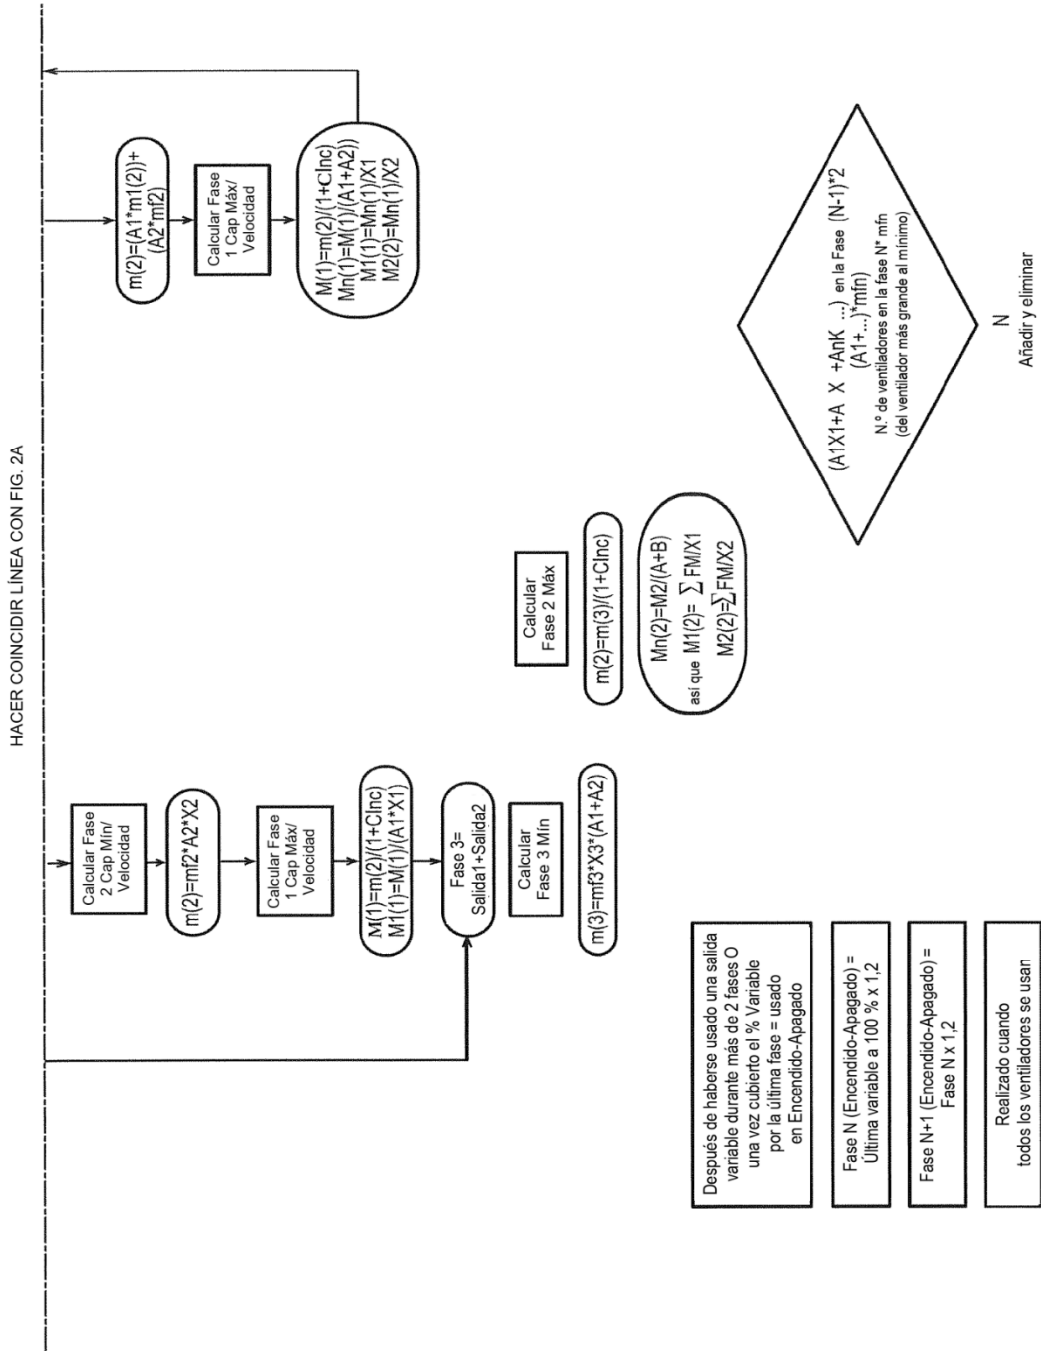 HACER COINCIDIR LÍNEA CON FIG. 2A
Calcular Fase
2 Cap Mín/
Velocidad
m(2)=mf2*A2*X2
Calcular Fase
1 Cap Máx/
Velocidad
M(1)=m(2)/(1+CInc)
M1(1)=M(1)/(A1*X1)
Fase 3=
Salida1+Salida2
Calcular
Fase 3 Mín
m(3)=mf3*X3*(A1+A2)
m(2)=(A1*m1(2))+
(A2*mf2)
Calcular Fase
1 Cap Máx/
Velocidad
M(1)=m(2)/(1+CInc)
Mn(1)=M(1)/(A1+A2))
M1(1)=Mn(1)/X1
M2(2)=Mn(1)/X2
Calcular
Fase 2 Máx
m(2)=m(3)/(1+CInc)
Mn(2)=M2/(A+B)
así que M1(2)= ∑ FM/X1
M2(2)=∑FM/X2
Después de haberse usado una salida
variable durante más de 2 fases O
una vez cubierto el % Variable
por la última fase = usado
en Encendido-Apagado
Fase N (Encendido-Apagado) =
Última variable a 100 % x 1,2
Fase N+1 (Encendido-Apagado) =
Fase N x 1,2
Realizado cuando
todos los ventiladores se usan
(A1X1+A X +AnK ...) en la Fase (N-1)*2
(A1+...)*mfn)
N.º de ventiladores en la fase N* mfn
(del ventilador más grande al mínimo)
N
Añadir y eliminar